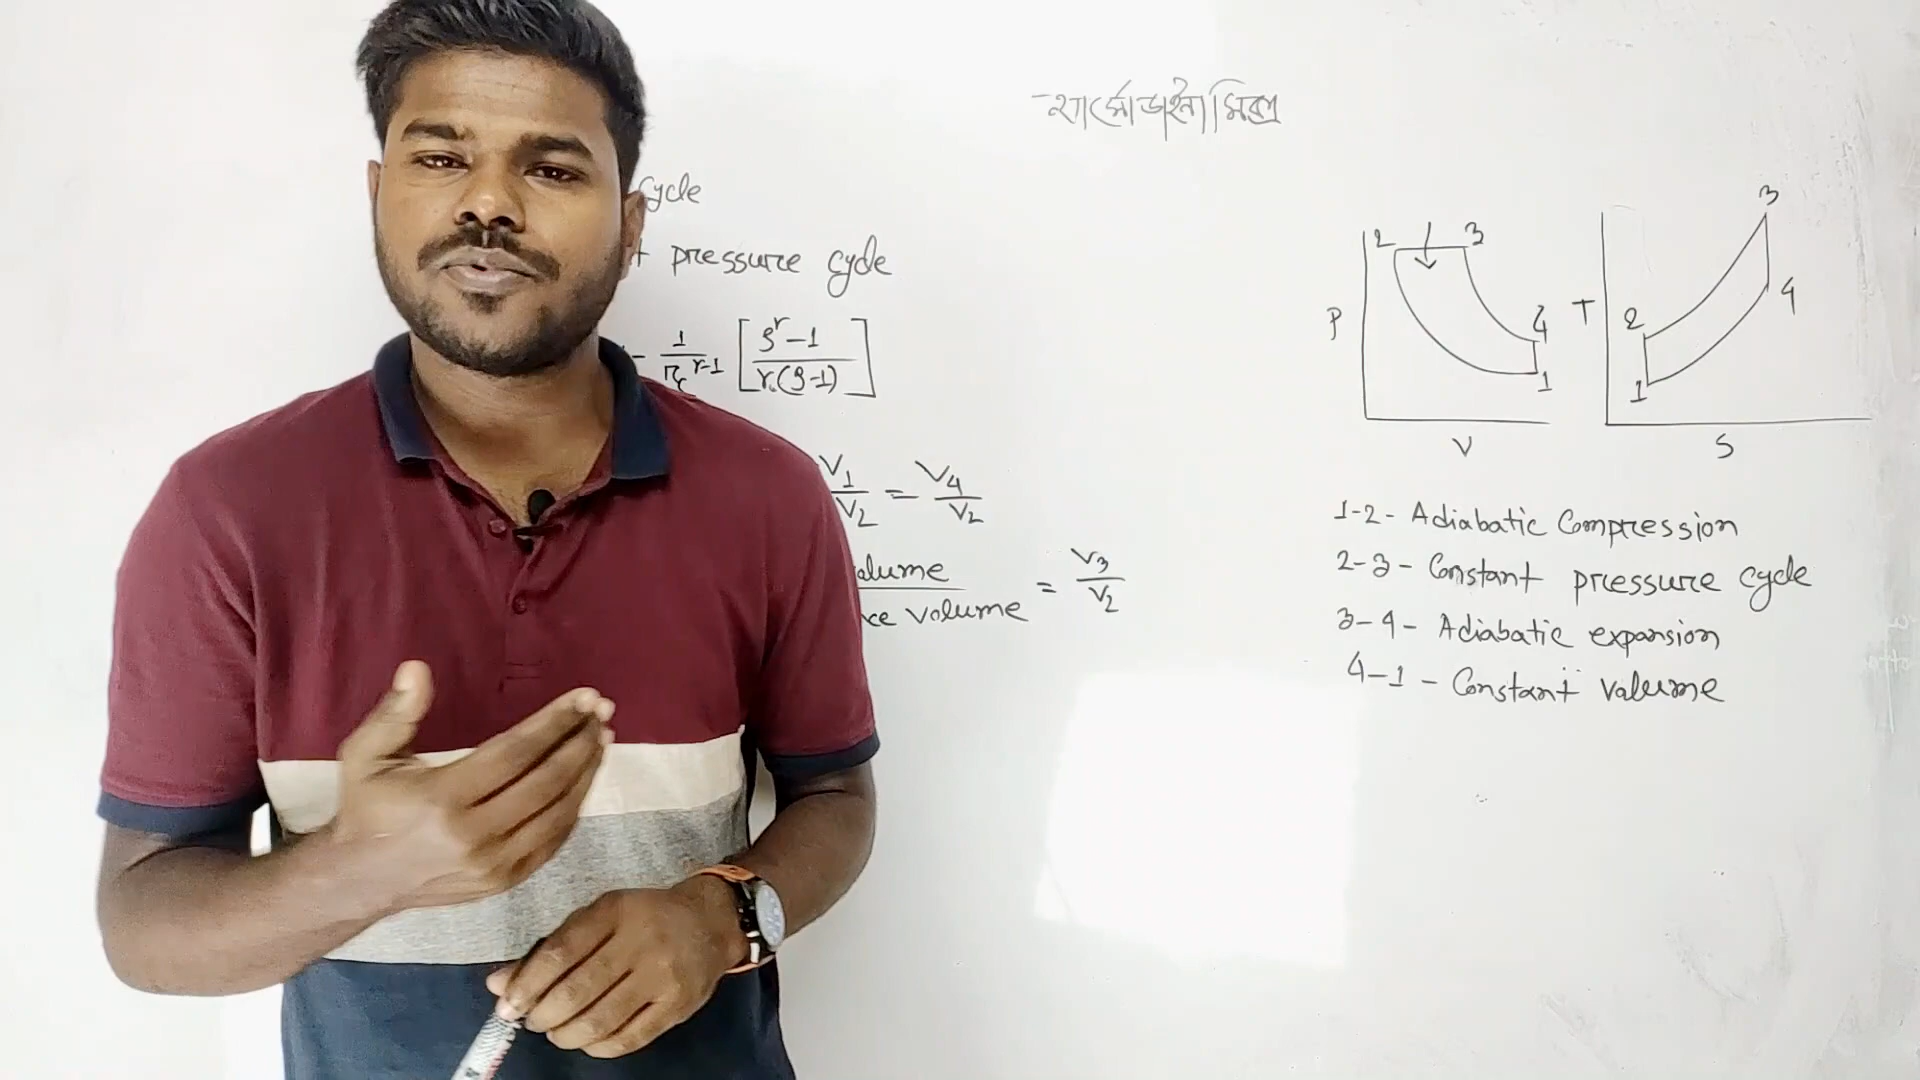 থার্মোডাইনামিক্স
Cycle
pressure cycle
1/r_c^γ-1 [ρ^γ-1/γ(ρ-1)]
V1/V2 = V4/V2
volume = V3/V2
P V 1 2 3 4
T S 1 2 3 4
1-2- Adiabatic Compression
2-3- Constant pressure cycle
3-4- Adiabatic expansion
4-1- Constant Volume